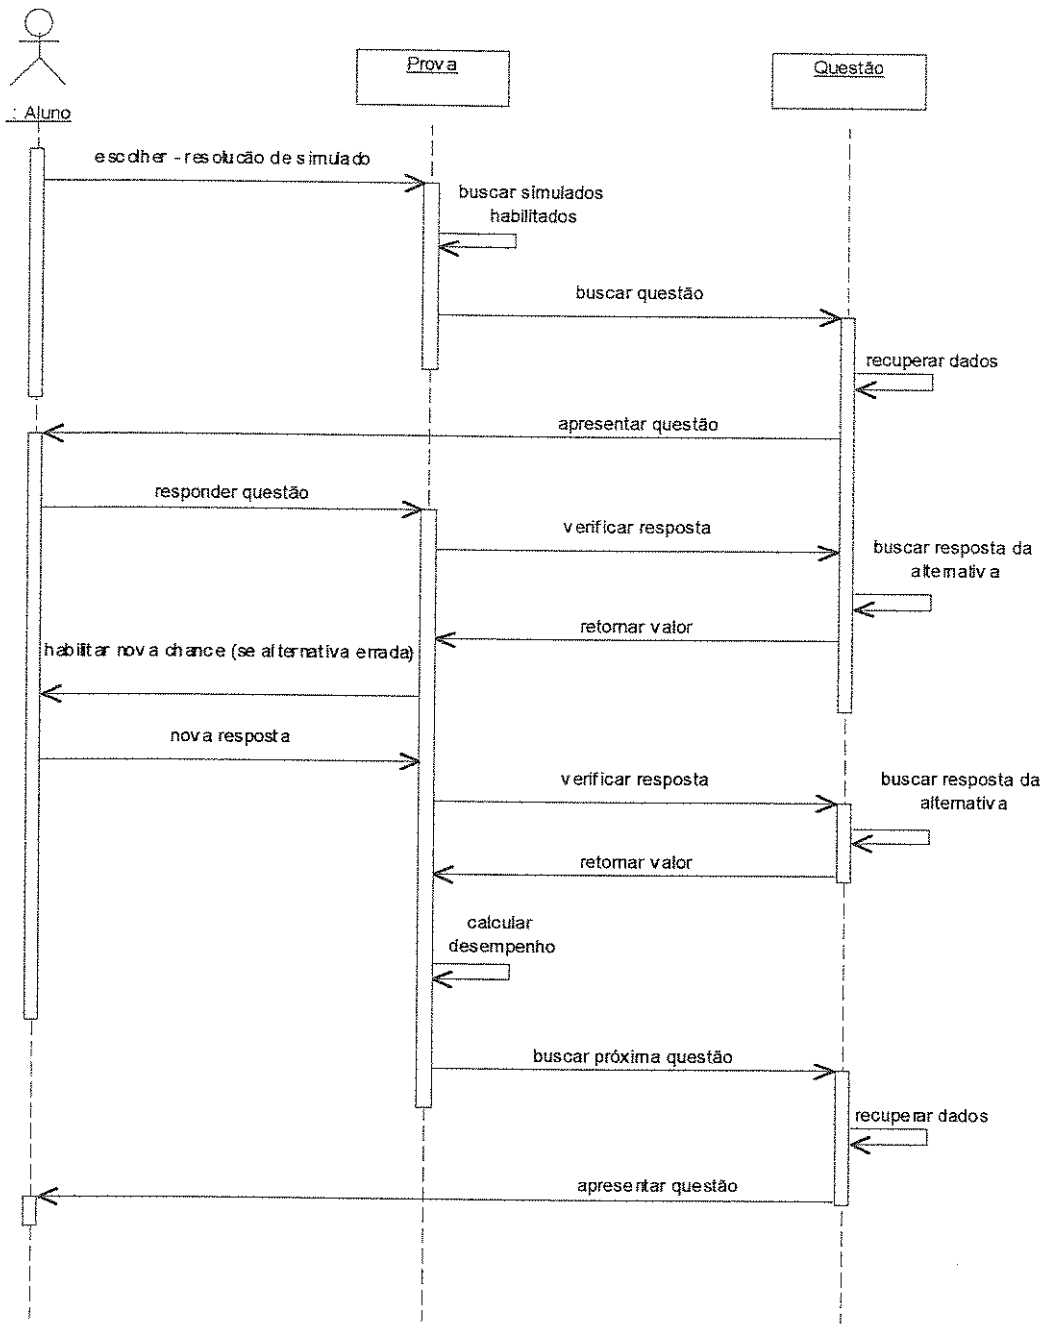 Prova
Questão
: Aluno
escolher - resolução de simulado
buscar simulados
habilitados
buscar questão
recuperar dados
apresentar questão
responder questão
verificar resposta
buscar resposta da
alternativa
retornar valor
habilitar nova chance (se alternativa errada)
nova resposta
verificar resposta
buscar resposta da
alternativa
retornar valor
calcular
desempenho
buscar próxima questão
recuperar dados
apresentar questão